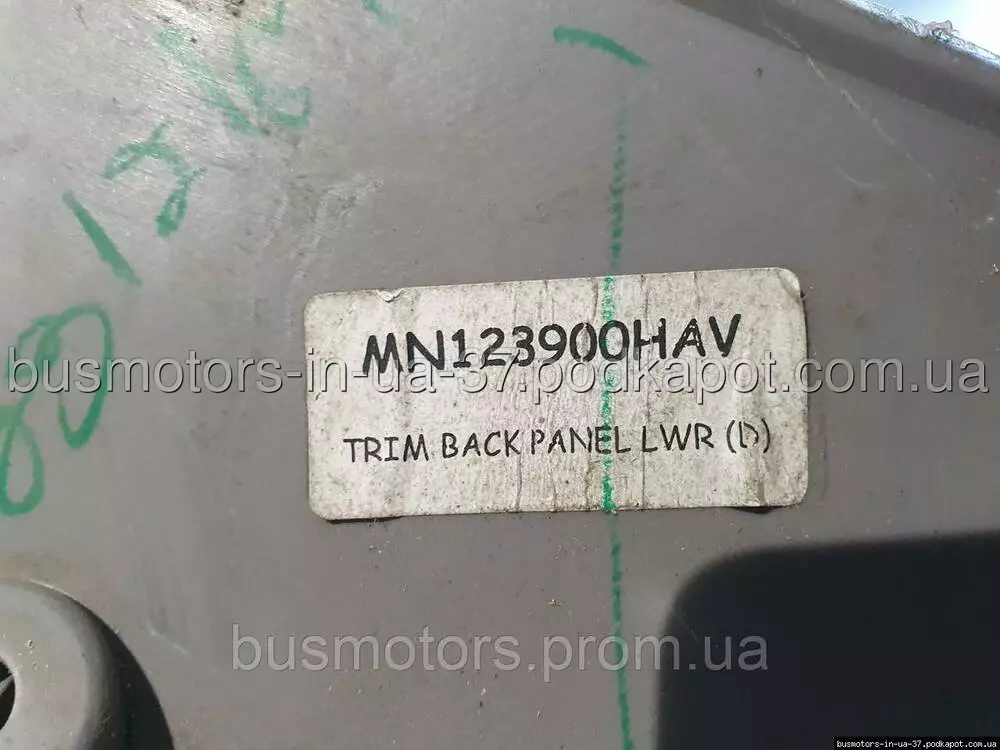 MN123900HAV
busmotors-in-ua-37.podkapot.com.ua
TRIM BACK PANEL LWR (D)
busmotors.prom.ua
busmotors-in-ua-37.podkapot.com.ua